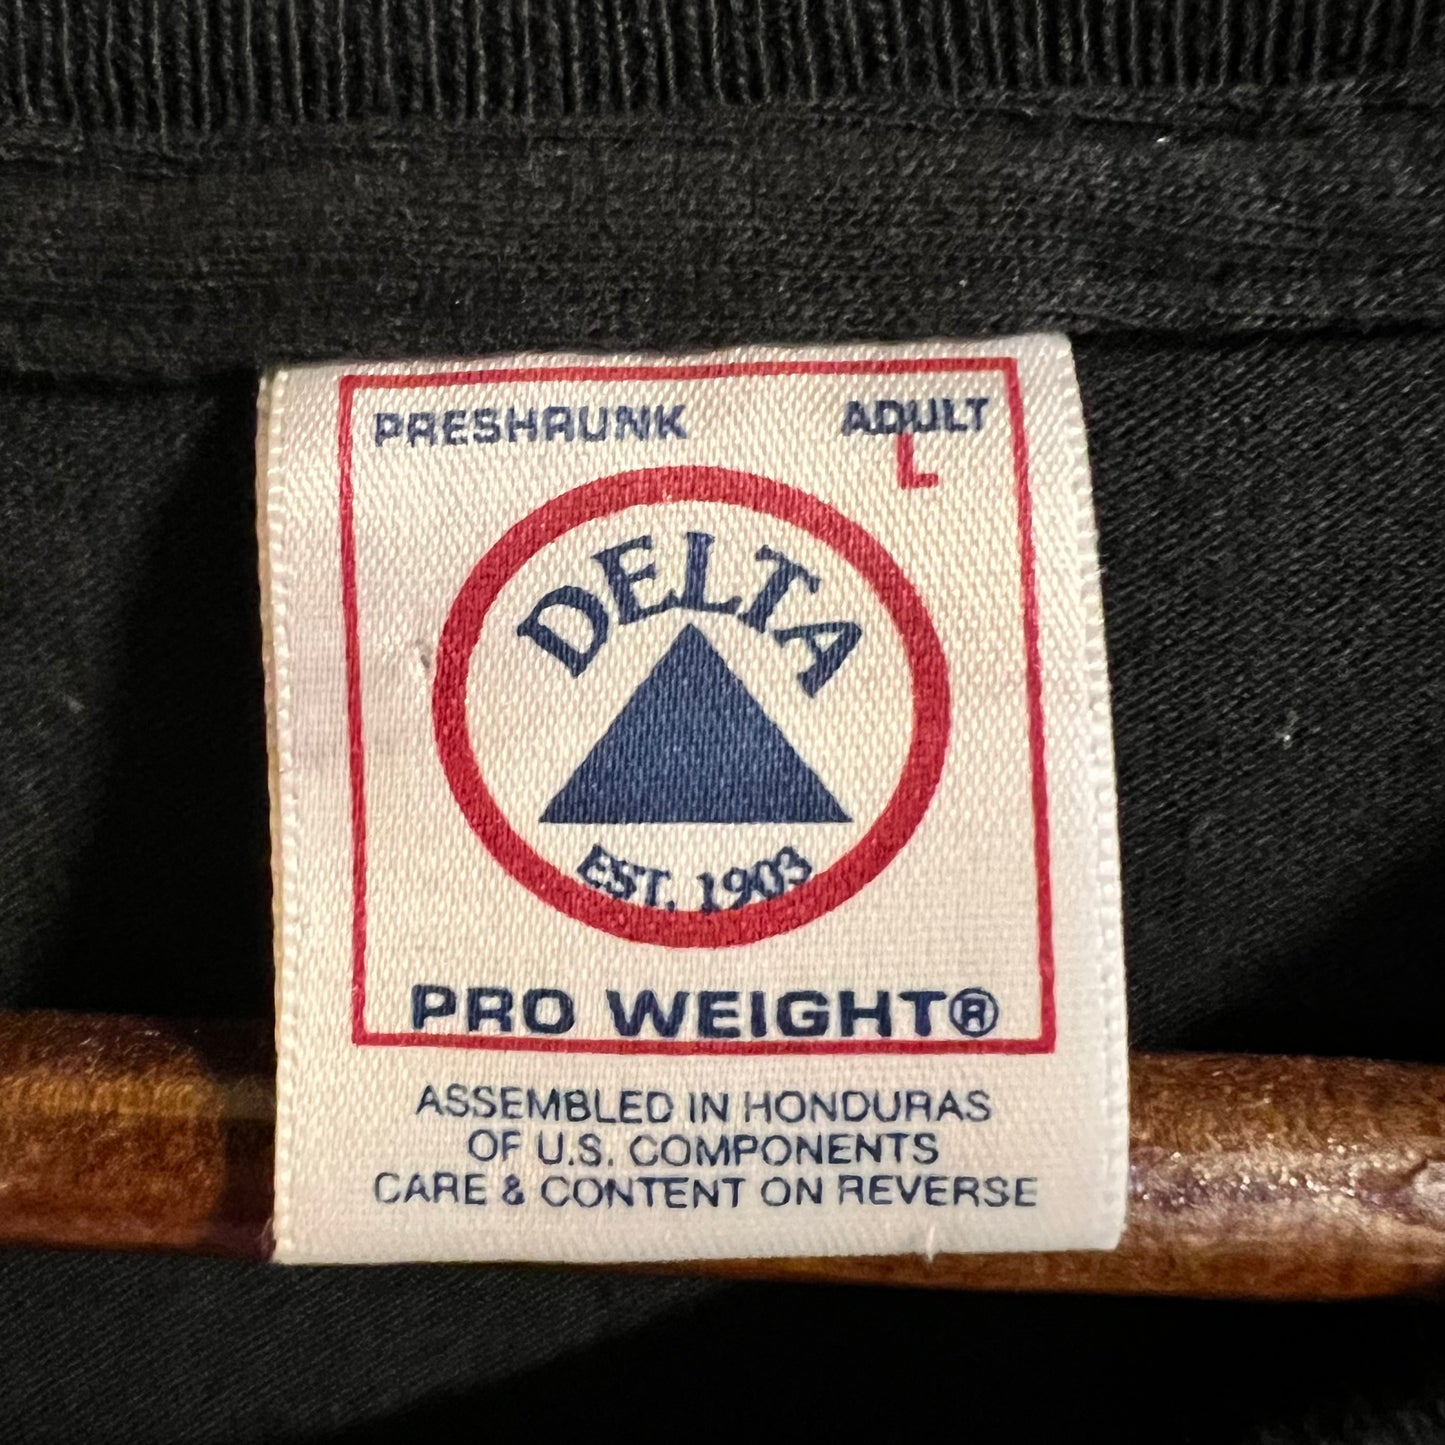 PRESHRUNK ADULT
L
DELTA
EST. 1903
PRO WEIGHT®
ASSEMBLED IN HONDURAS
OF U.S. COMPONENTS
CARE & CONTENT ON REVERSE